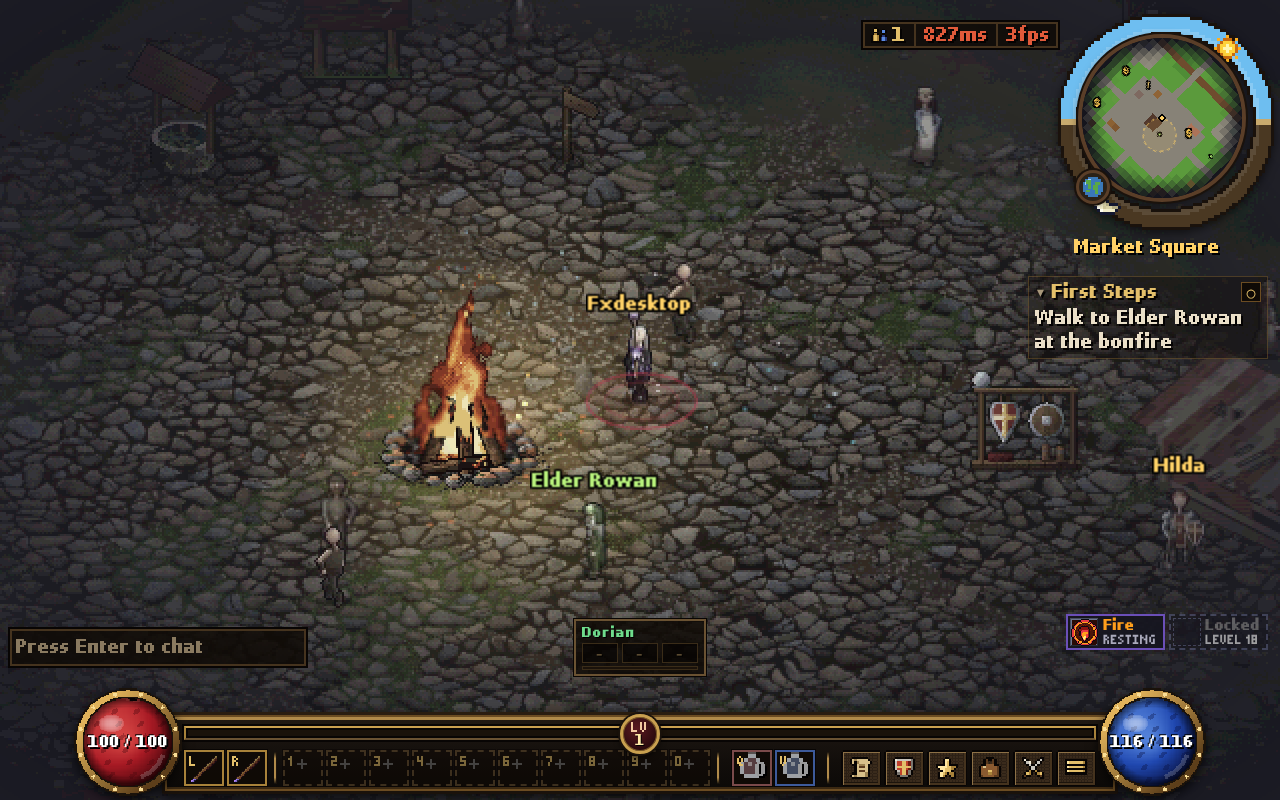 1 827ms 3fps
Market Square
First Steps
Walk to Elder Rowan
at the bonfire
Fxdesktop
Hilda
Elder Rowan
Fire
RESTING
Locked
LEVEL 18
Dorian
- - -
Press Enter to chat
100 / 100
LV
1
116 / 116
L R 1+ 2+ 3+ 4+ 5+ 6+ 7+ 8+ 9+ 0+